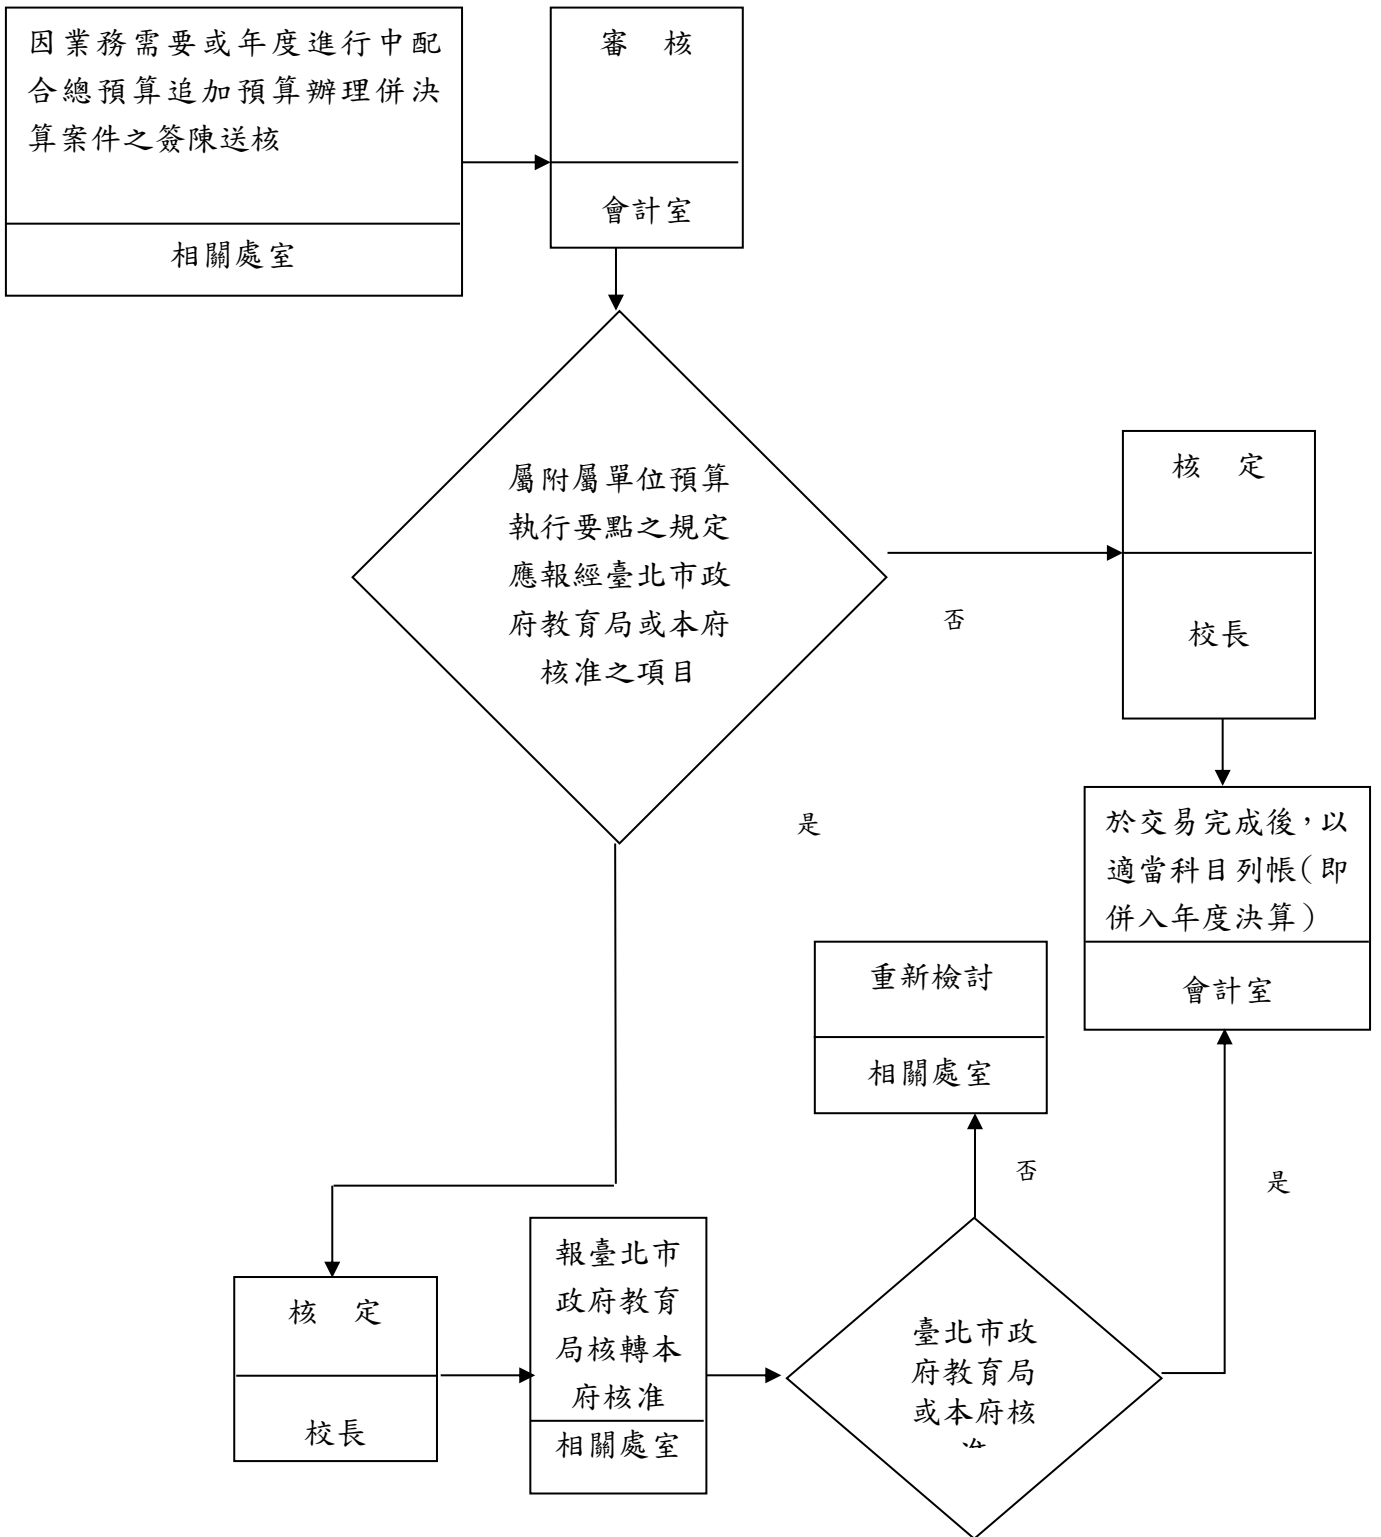 因業務需要或年度進行中配
合總預算追加預算辦理併決
算案件之簽陳送核
相關處室
審　核
會計室
屬附屬單位預算
執行要點之規定
應報經臺北市政
府教育局或本府
核准之項目
否
核　定
校長
是
於交易完成後，以
適當科目列帳（即
併入年度決算）
會計室
重新檢討
相關處室
否
是
核　定
校長
報臺北市
政府教育
局核轉本
府核准
相關處室
臺北市政
府教育局
或本府核